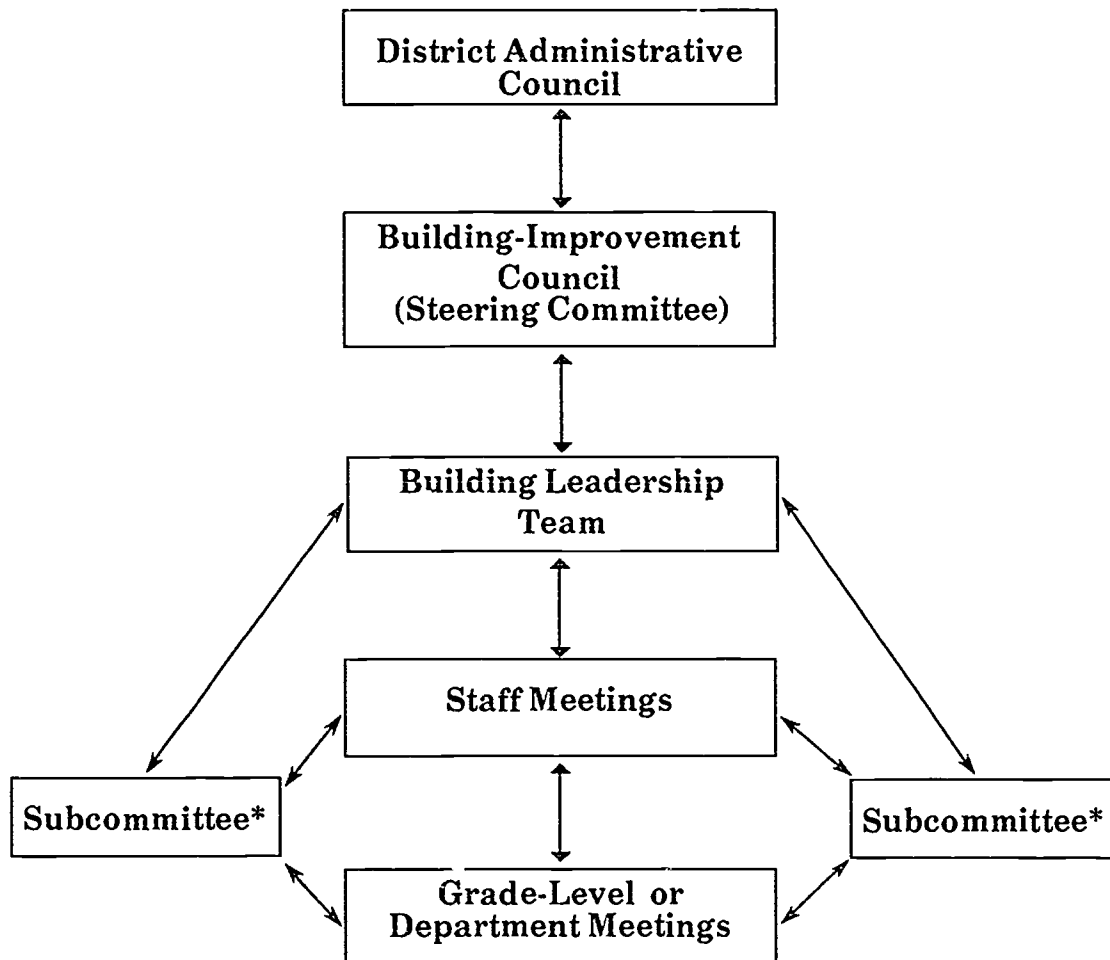 District Administrative
Council
Building-Improvement
Council
(Steering Committee)
Building Leadership
Team
Staff Meetings
Subcommittee*
Subcommittee*
Grade-Level or
Department Meetings